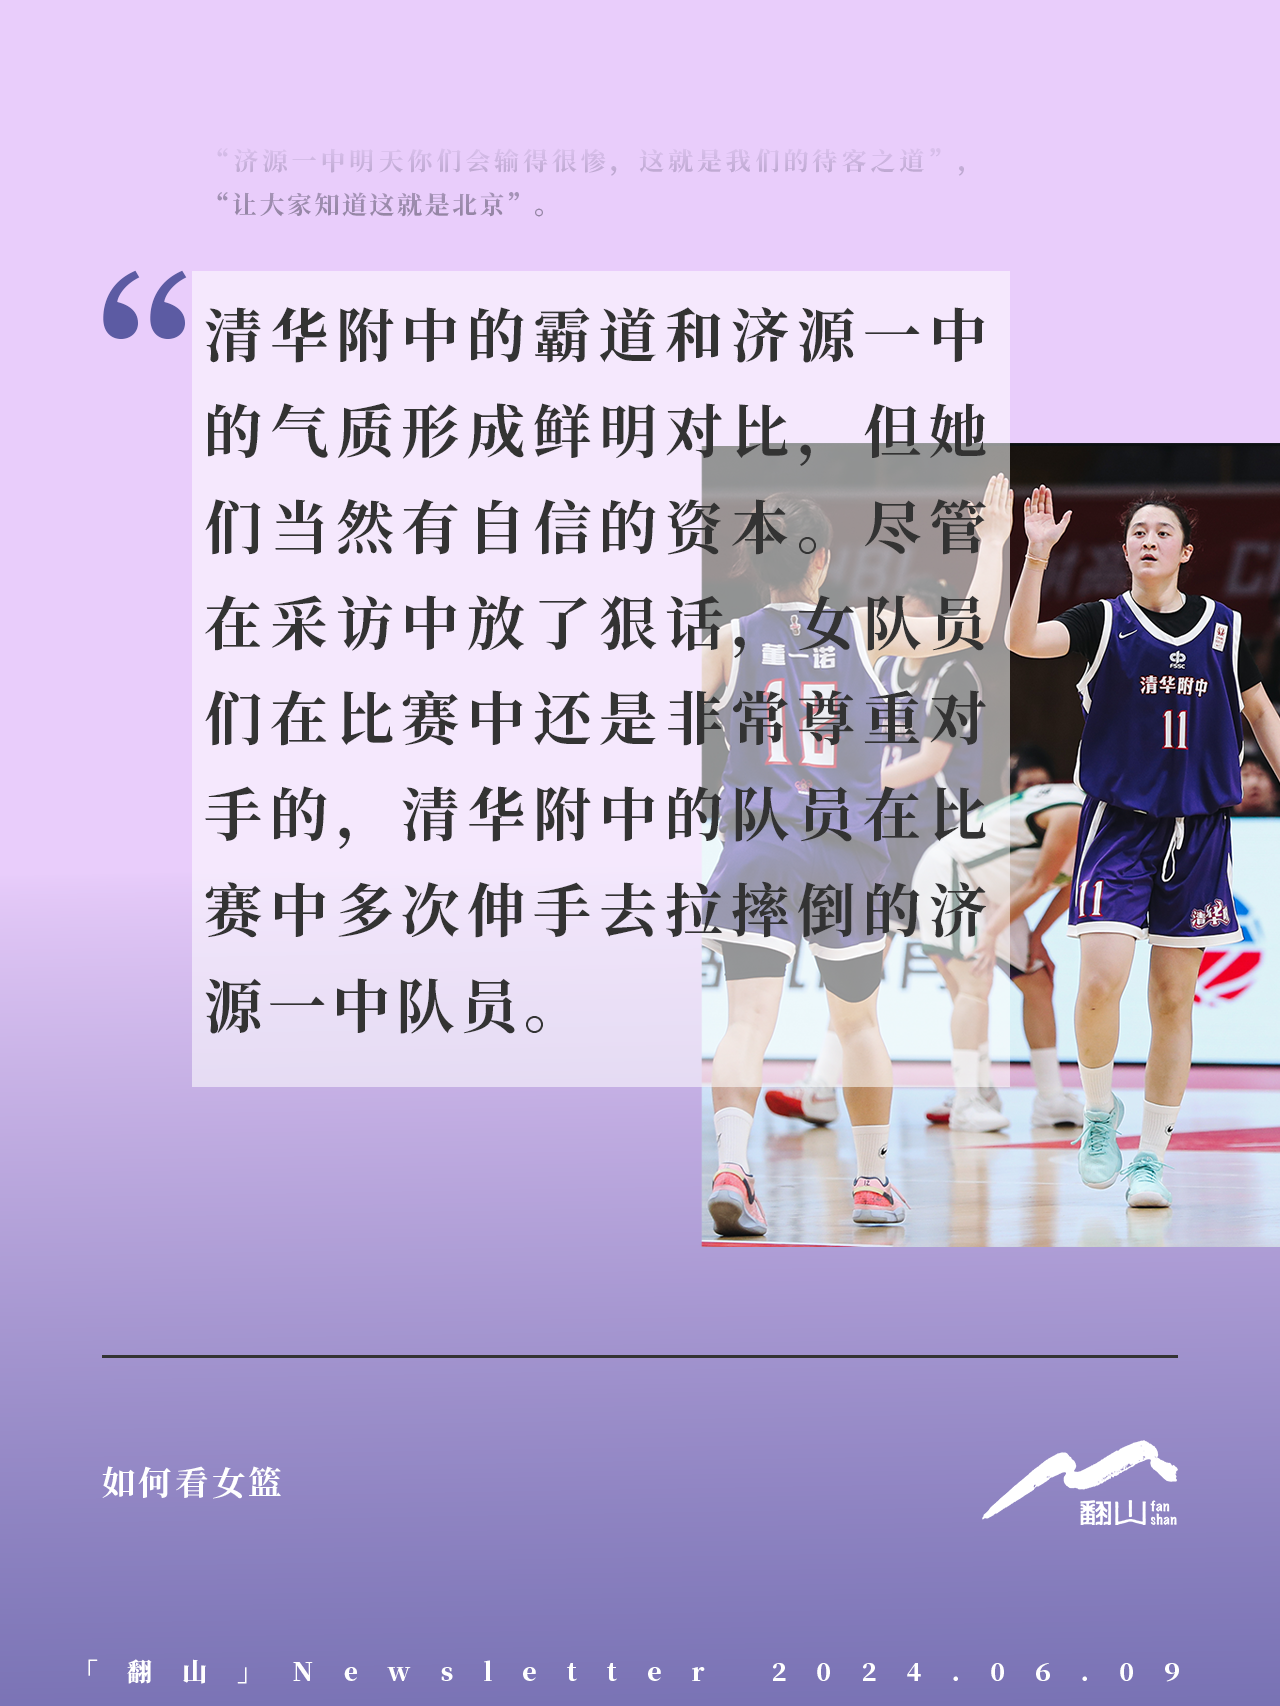 “济源一中明天你们会输得很惨，这就是我们的待客之道”，
“让大家知道这就是北京”。
“
清华附中的霸道和济源一中
的气质形成鲜明对比，但她
们当然有自信的资本。尽管
在采访中放了狠话，女队员
们在比赛中还是非常尊重对
手的，清华附中的队员在比
赛中多次伸手去拉摔倒的济
源一中队员。
董一诺
12
13
FSSC
清华附中
11
11
清华
如何看女篮
翻山 fan
shan
「翻山」Newsletter 2024.06.09